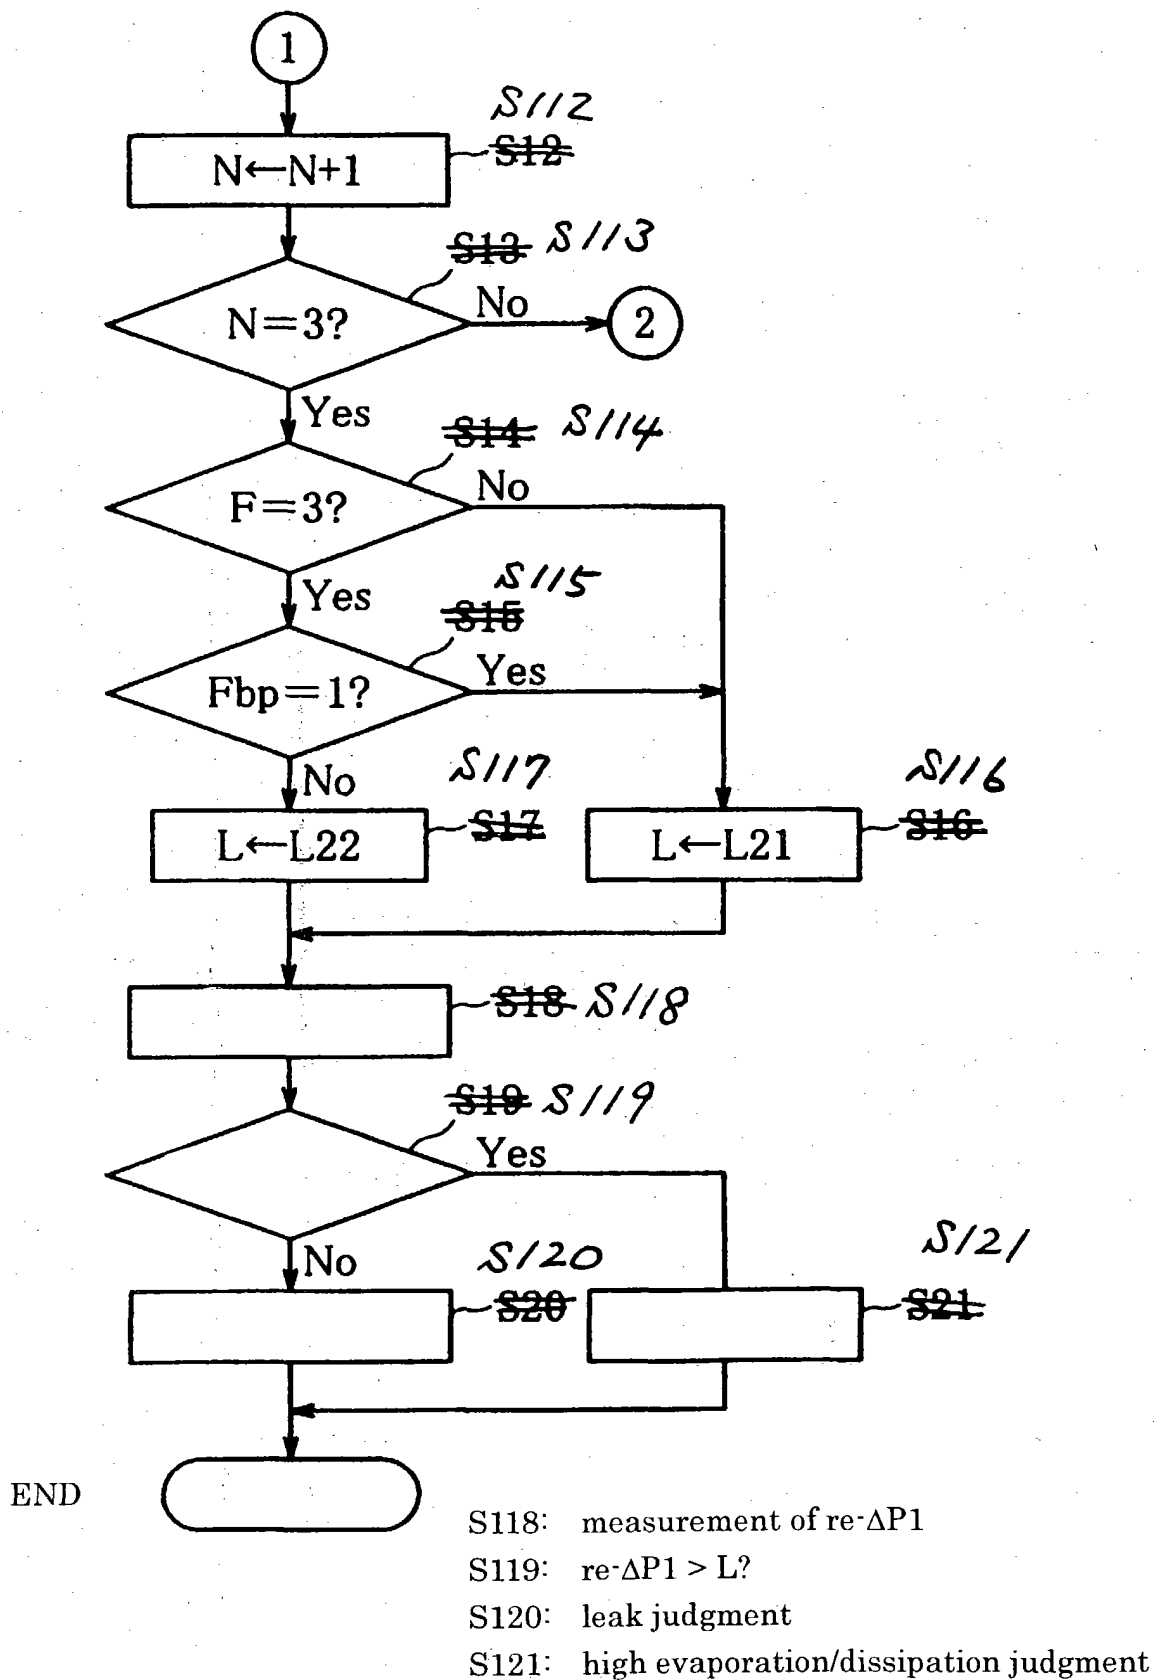 1
S112
S12
N←N+1
S13 S113
N=3?
No
2
Yes
S14 S114
F=3?
No
Yes
S115
S15
Fbp=1?
Yes
No
S117
S17
L←L22
S116
S16
L←L21
S18 S118
S19 S119
Yes
No
S120
S20
S121
S21
END
S118: measurement of re-ΔP1
S119: re-ΔP1 > L?
S120: leak judgment
S121: high evaporation/dissipation judgment